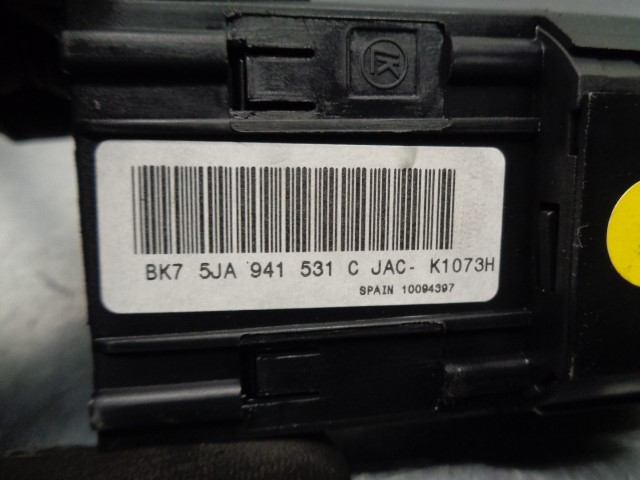 BK7 5JA 941 531 C JAC- K1073H
SPAIN 10094397